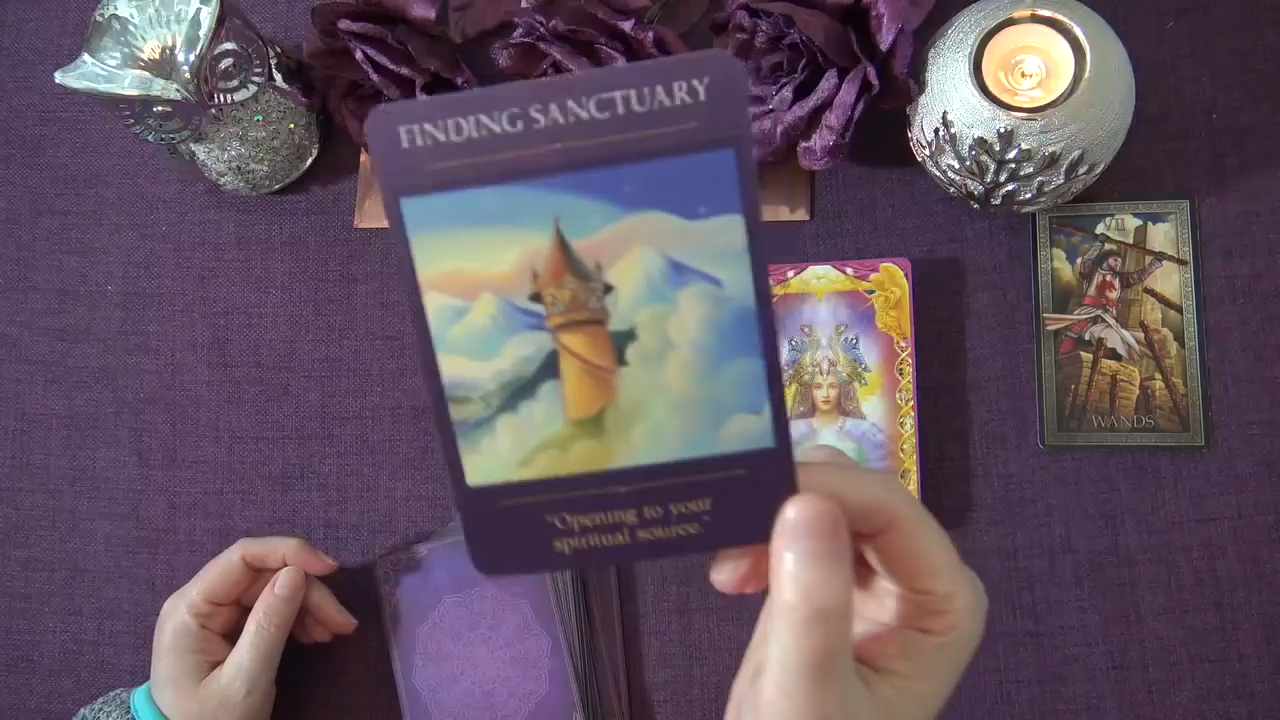 FINDING SANCTUARY
"Opening to your
spiritual source."
VII
WANDS